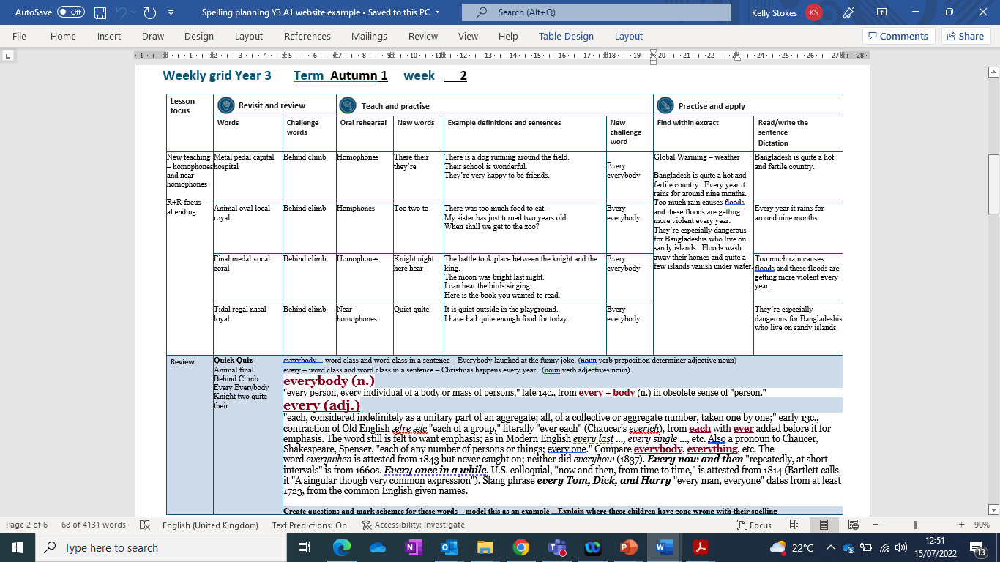 AutoSave Off Spelling planning Y3 A1 website example • Saved to this PC Search (Alt+Q) Kelly Stokes KS
File Home Insert Draw Design Layout References Mailings Review View Help Table Design Layout Comments Share
Weekly grid Year 3 Term Autumn 1 week 2
Lesson focus
Revisit and review
Teach and practise
Practise and apply
Words
Challenge words
Oral rehearsal
New words
Example definitions and sentences
New challenge word
Find within extract
Read/write the sentence
Dictation
New teaching
– homophones
and near
homophones
R+R focus –
al ending
Metal pedal capital
hospital
Behind climb
Homophones
There their
they're
There is a dog running around the field.
Their school is wonderful.
They're very happy to be friends.
Every
everybody
Global Warming – weather
Bangladesh is quite a hot and
fertile country. Every year it
rains for around nine months.
Too much rain causes floods
and these floods are getting
more violent every year.
They're especially dangerous
for Bangladeshis who live on
sandy islands. Floods wash
away their homes and quite a
few islands vanish under water.
Bangladesh is quite a hot
and fertile country.
Animal oval local
royal
Behind climb
Homphones
Too two to
There was too much food to eat.
My sister has just turned two years old.
When shall we get to the zoo?
Every
everybody
Every year it rains for
around nine months.
Final medal vocal
coral
Behind climb
Homophones
Knight night
here hear
The battle took place between the knight and the
king.
The moon was bright last night.
I can hear the birds singing.
Here is the book you wanted to read.
Every
everybody
Too much rain causes
floods and these floods are
getting more violent every
year.
Tidal regal nasal
loyal
Behind climb
Near
homophones
Quiet quite
It is quiet outside in the playground.
I have had quite enough food for today.
Every
everybody
They're especially
dangerous for Bangladeshis
who live on sandy islands.
Review
Quick Quiz
Animal final
Behind Climb
Every Everybody
Knight two quite
their
everybody - word class and word class in a sentence – Everybody laughed at the funny joke. (noun verb preposition determiner adjective noun)
every – word class and word class in a sentence – Christmas happens every year. (noun verb adjectives noun)
everybody (n.)
"every person, every individual of a body or mass of persons," late 14c., from every + body (n.) in obsolete sense of "person."
every (adj.)
"each, considered indefinitely as a unitary part of an aggregate; all, of a collective or aggregate number, taken one by one;" early 13c.,
contraction of Old English æfre ælc "each of a group," literally "ever each" (Chaucer's everich), from each with ever added before it for
emphasis. The word still is felt to want emphasis; as in Modern English every last ..., every single ..., etc. Also a pronoun to Chaucer,
Shakespeare, Spenser, "each of any number of persons or things; every one." Compare everybody, everything, etc. The
word everywhen is attested from 1843 but never caught on; neither did everyhow (1837). Every now and then "repeatedly, at short
intervals" is from 1660s. Every once in a while, U.S. colloquial, "now and then, from time to time," is attested from 1814 (Bartlett calls
it "A singular though very common expression"). Slang phrase every Tom, Dick, and Harry "every man, everyone" dates from at least
1723, from the common English given names.
Create questions and mark schemes for these words – model this as an example - Explain where these children have gone wrong with their spelling
Page 2 of 6 68 of 4131 words English (United Kingdom) Text Predictions: On Accessibility: Investigate Focus 90%
Type here to search 22°C 12:51
15/07/2022 13